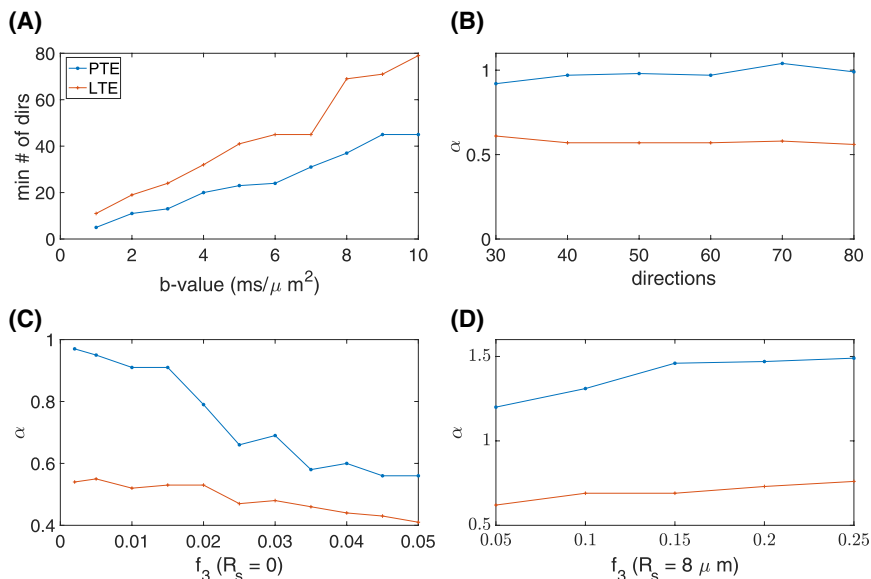 (A)
80
60
40
20
0
min # of dirs
PTE
LTE
0
2
4
6
8
10
b-value (ms/μ m²)
(B)
1
0.5
0
α
30
40
50
60
70
80
directions
(C)
1
0.8
0.6
0.4
α
0
0.01
0.02
0.03
0.04
0.05
f₃ (Rₛ = 0)
(D)
1.5
1
0.5
α
0.05
0.1
0.15
0.2
0.25
f₃ (Rₛ = 8 μ m)